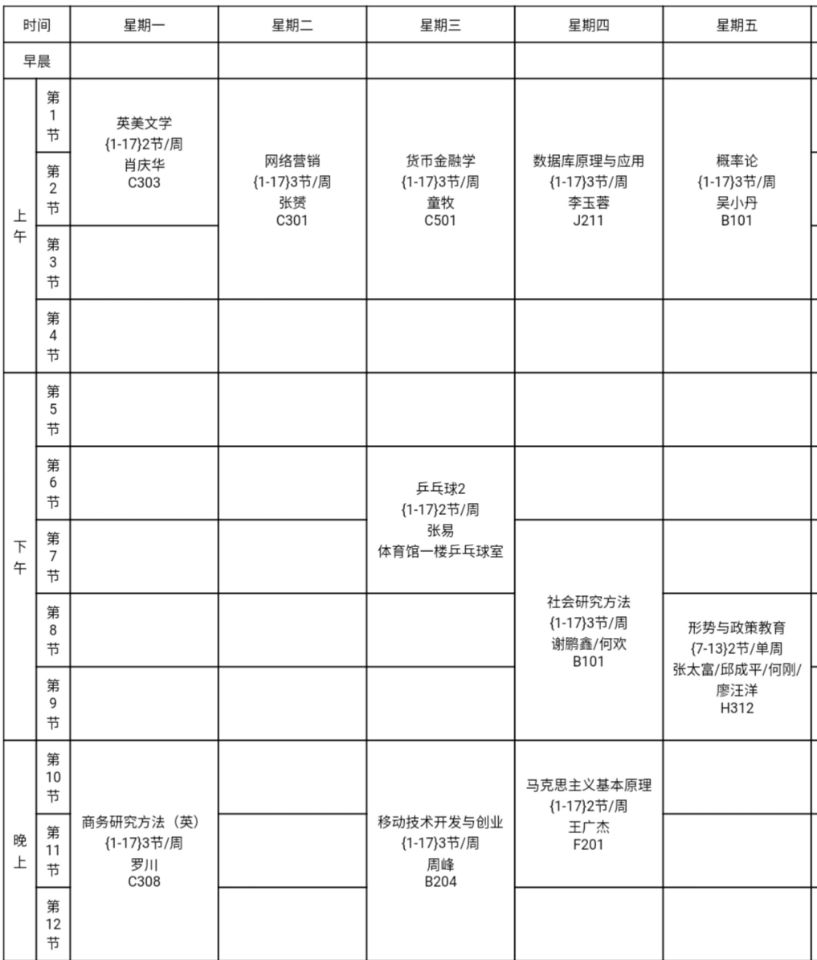 时间 星期一 星期二 星期三 星期四 星期五
早晨
上午
第1节
第2节
第3节
第4节
英美文学
{1-17}2节/周
肖庆华
C303
网络营销
{1-17}3节/周
张赟
C301
货币金融学
{1-17}3节/周
童牧
C501
数据库原理与应用
{1-17}3节/周
李玉蓉
J211
概率论
{1-17}3节/周
吴小丹
B101
下午
第5节
第6节
第7节
第8节
第9节
乒乓球2
{1-17}2节/周
张易
体育馆一楼乒乓球室
社会研究方法
{1-17}3节/周
谢鹏鑫/何欢
B101
形势与政策教育
{7-13}2节/单周
张太富/邱成平/何刚/
廖汪洋
H312
晚上
第10节
第11节
第12节
商务研究方法（英）
{1-17}3节/周
罗川
C308
移动技术开发与创业
{1-17}3节/周
周峰
B204
马克思主义基本原理
{1-17}2节/周
王广杰
F201